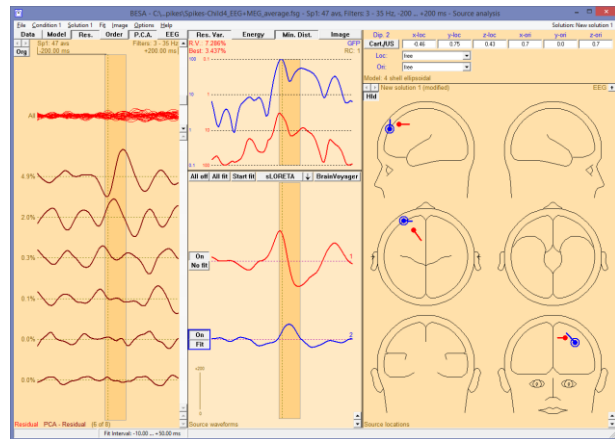 BESA - C:\...piken\Spiken-Child4_EEG+MEG_average.fsg - Sp1: 47 avs, Filters: 3 - 35 Hz, -200 ... +200 ms - Source analysis
File Condition 1 Solution 1 Fit Image Options Help Solution: New solution 1
Data Model Res. Order P.C.A. EEG
Org Sp1: 47 avs Filters: 3 - 35 Hz
-200.00 ms +200.00 ms
All
4.9%
2.0%
0.3%
0.1%
0.0%
0.0%
Residual PCA - Residual (6 of 6)
Fit Interval: -10.00 ... +50.00 ms
Res. Var. Energy Min. Dist. Image
R.V.: 7.286% GFP
Best: 3.437% RC: 1
All off All fit Start fit sLORETA BrainVoyager
On
No fit
1
On
Fit
2
+200
0
Source waveforms
Dip. 2 x-loc y-loc z-loc x-ori y-ori z-ori
Cart./US -0.46 0.75 0.43 0.7 0.0 0.7
Loc: free
Ori: free
Model: 4 shell ellipsoidal
New solution 1 (modified) EEG
Hld
Source locations